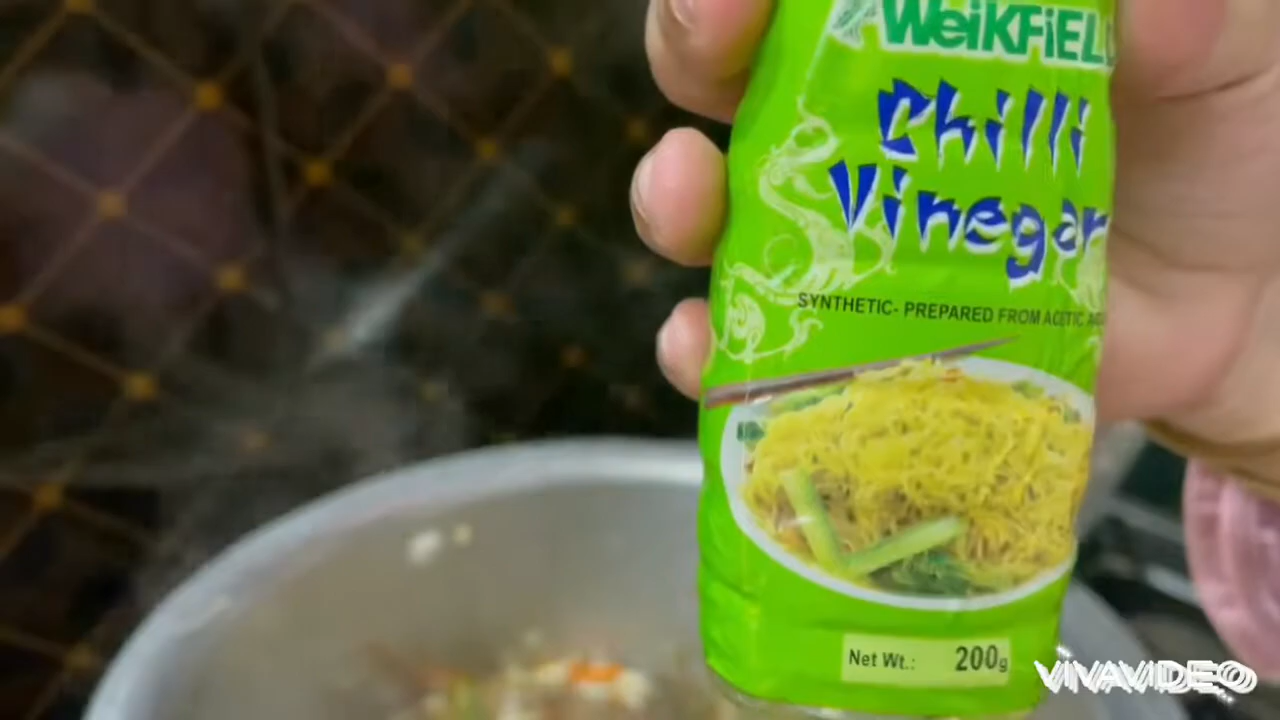 WeiKFiEL
Chilli
Vinegar
SYNTHETIC- PREPARED FROM ACETIC
Net Wt.: 200g
VIVAVIDEO